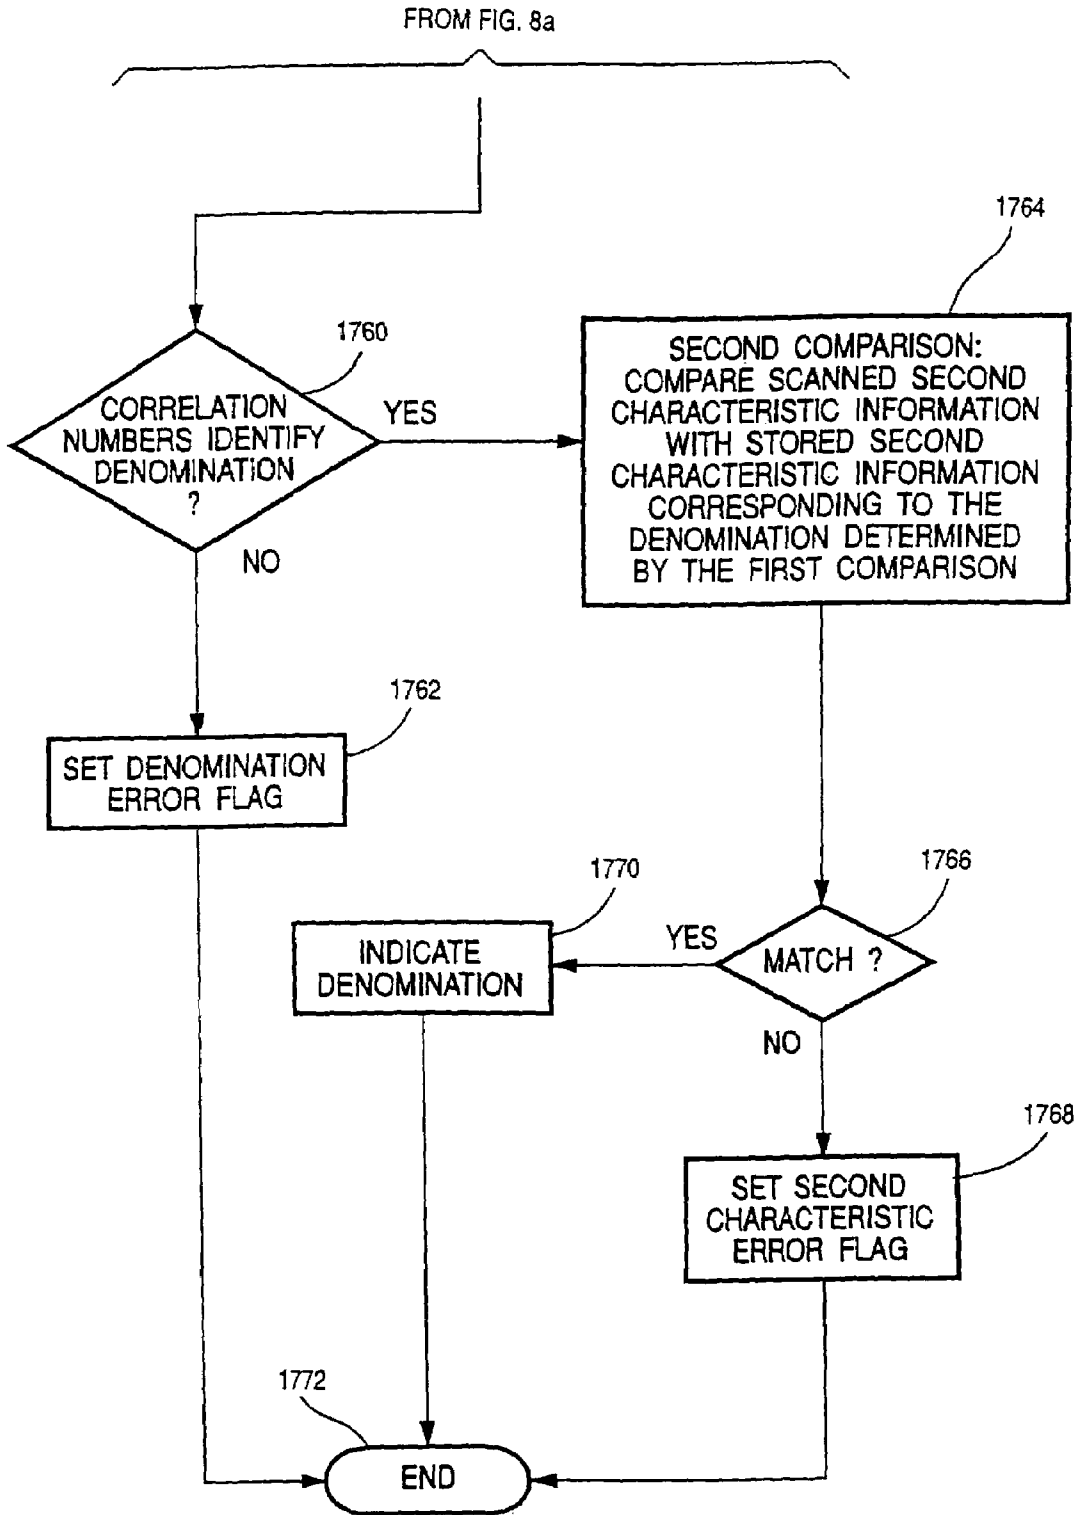 FROM FIG. 8a
1764
1760
CORRELATION
NUMBERS IDENTIFY
DENOMINATION
?
YES
NO
SECOND COMPARISON:
COMPARE SCANNED SECOND
CHARACTERISTIC INFORMATION
WITH STORED SECOND
CHARACTERISTIC INFORMATION
CORRESPONDING TO THE
DENOMINATION DETERMINED
BY THE FIRST COMPARISON
1762
SET DENOMINATION
ERROR FLAG
1766
MATCH ?
YES
NO
1770
INDICATE
DENOMINATION
1768
SET SECOND
CHARACTERISTIC
ERROR FLAG
1772
END